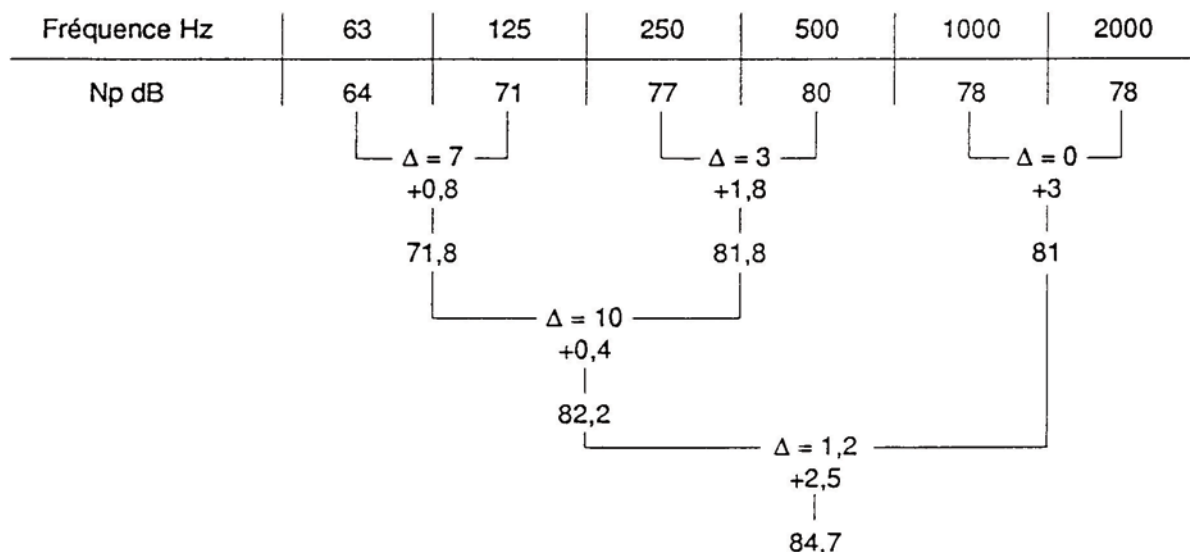 Fréquence Hz 63 125 250 500 1000 2000
Np dB 64 71 77 80 78 78
Δ = 7 Δ = 3 Δ = 0
+0,8 +1,8 +3
71,8 81,8 81
Δ = 10
+0,4
82,2
Δ = 1,2
+2,5
84,7